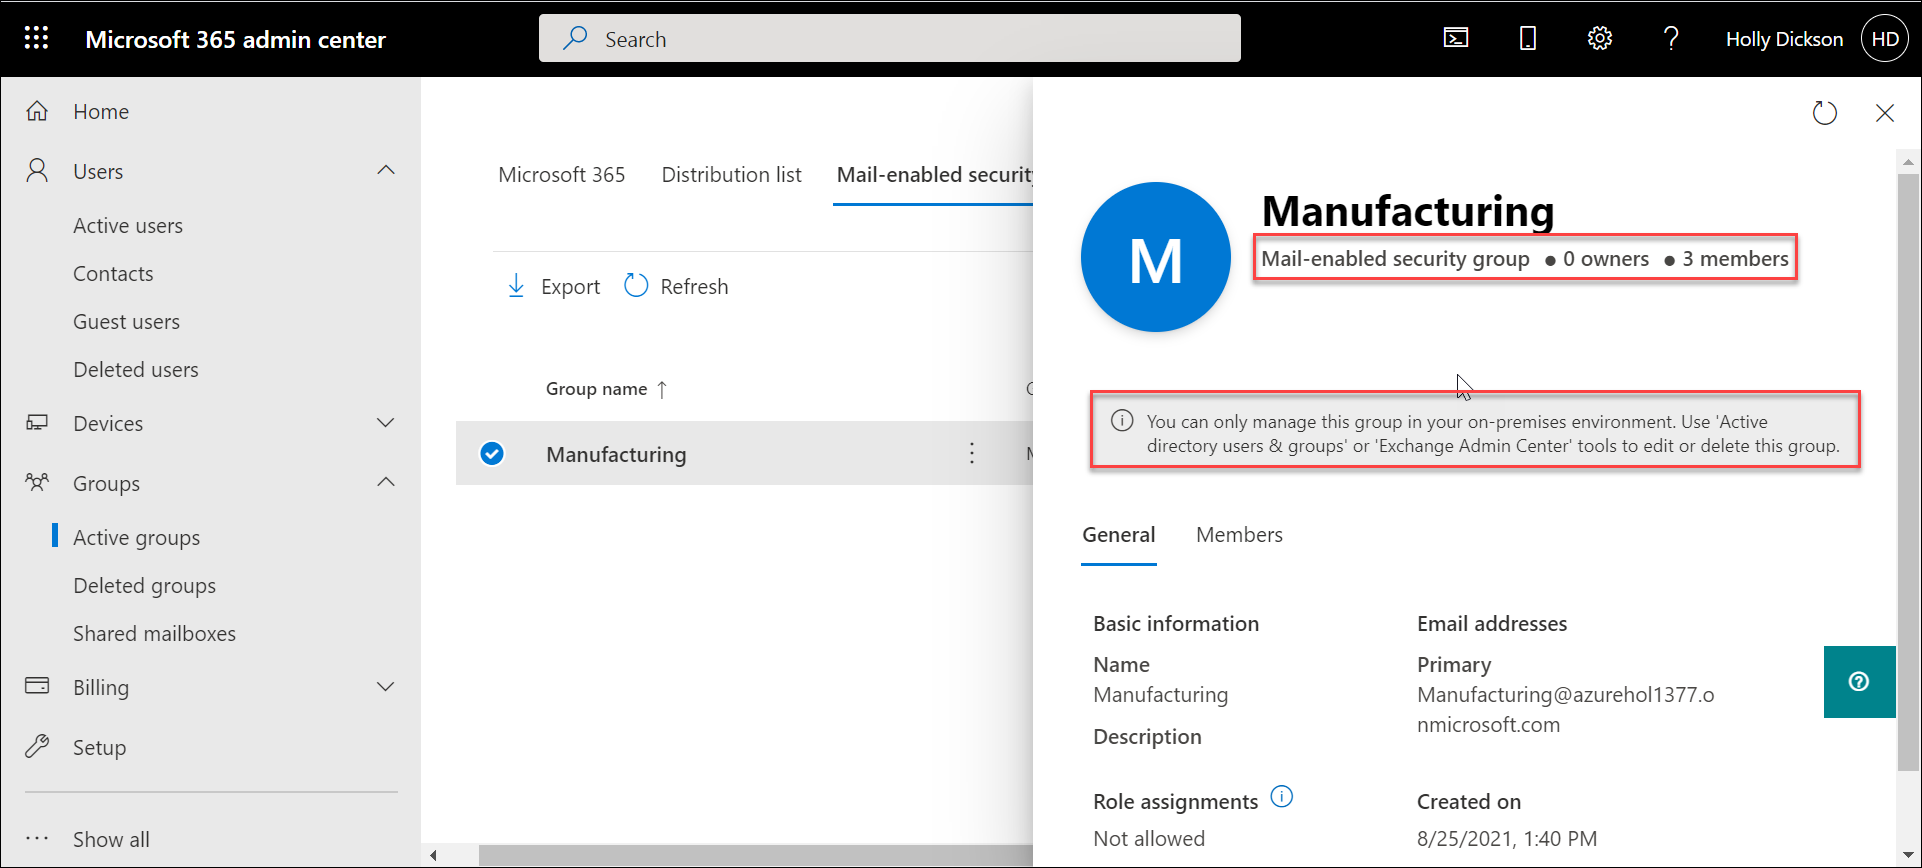 Microsoft 365 admin center
Search
Holly Dickson
HD
Home
Users
Active users
Contacts
Guest users
Deleted users
Devices
Groups
Active groups
Deleted groups
Shared mailboxes
Billing
Setup
Show all
Microsoft 365
Distribution list
Mail-enabled security
Export
Refresh
Group name ↑
Manufacturing
M
Manufacturing
Mail-enabled security group ● 0 owners ● 3 members
You can only manage this group in your on-premises environment. Use 'Active
directory users & groups' or 'Exchange Admin Center' tools to edit or delete this group.
General
Members
Basic information
Name
Manufacturing
Description
Role assignments
Not allowed
Email addresses
Primary
Manufacturing@azurehol1377.o
nmicrosoft.com
Created on
8/25/2021, 1:40 PM